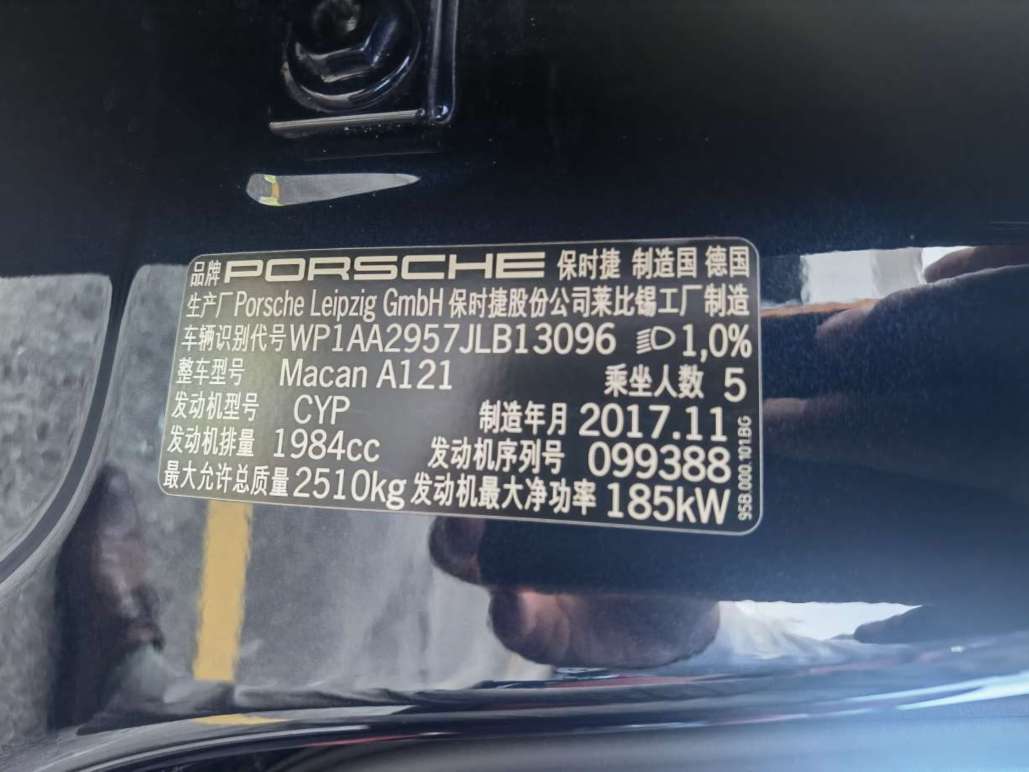 品牌 PORSCHE 保时捷 制造国 德国
生产厂 Porsche Leipzig GmbH 保时捷股份公司莱比锡工厂制造
车辆识别代号 WP1AA2957JLB13096 1,0%
整车型号 Macan A121 乘坐人数 5
发动机型号 CYP 制造年月 2017.11
发动机排量 1984cc 发动机序列号 099388
最大允许总质量 2510kg 发动机最大净功率 185kW
95B.000.101.BG